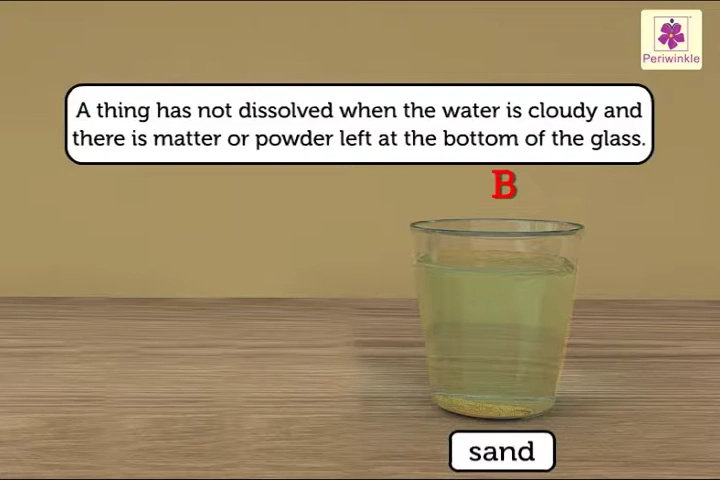 Periwinkle
A thing has not dissolved when the water is cloudy and
there is matter or powder left at the bottom of the glass.
B
sand